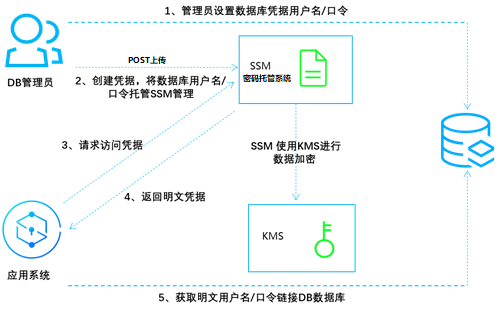 1、管理员设置数据库凭据用户名/口令
DB管理员
POST上传
2、创建凭据，将数据库用户名/
口令托管SSM管理
SSM
密码托管系统
3、请求访问凭据
SSM 使用KMS进行
数据加密
4、返回明文凭据
KMS
应用系统
5、获取明文用户名/口令链接DB数据库